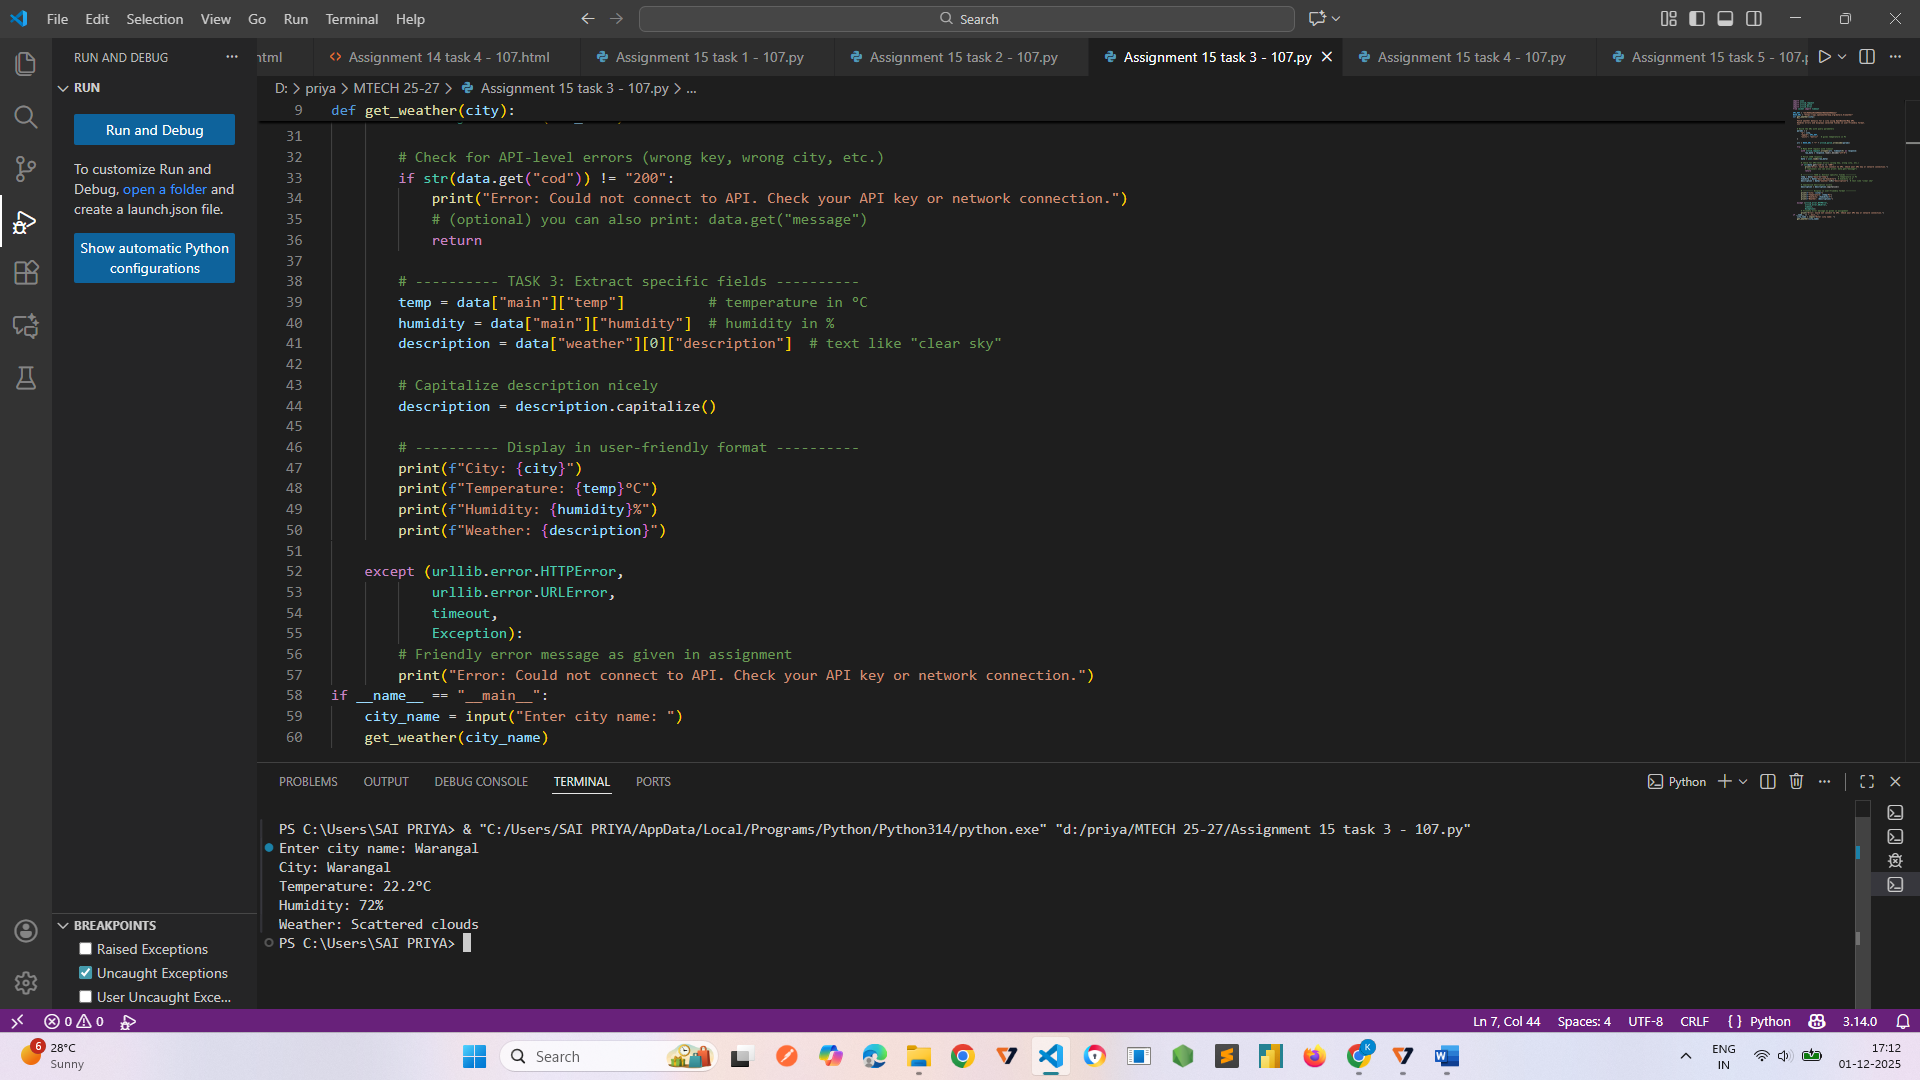 File Edit Selection View Go Run Terminal Help
Search
RUN AND DEBUG
html
Assignment 14 task 4 - 107.html
Assignment 15 task 1 - 107.py
Assignment 15 task 2 - 107.py
Assignment 15 task 3 - 107.py
Assignment 15 task 4 - 107.py
Assignment 15 task 5 - 107.p
RUN
Run and Debug
To customize Run and
Debug, open a folder and
create a launch.json file.
Show automatic Python
configurations
D: > priya > MTECH 25-27 > Assignment 15 task 3 - 107.py > ...
9 def get_weather(city):
31
32 # Check for API-level errors (wrong key, wrong city, etc.)
33 if str(data.get("cod")) != "200":
34 print("Error: Could not connect to API. Check your API key or network connection.")
35 # (optional) you can also print: data.get("message")
36 return
37
38 # ---------- TASK 3: Extract specific fields ----------
39 temp = data["main"]["temp"] # temperature in °C
40 humidity = data["main"]["humidity"] # humidity in %
41 description = data["weather"][0]["description"] # text like "clear sky"
42
43 # Capitalize description nicely
44 description = description.capitalize()
45
46 # ---------- Display in user-friendly format ----------
47 print(f"City: {city}")
48 print(f"Temperature: {temp}°C")
49 print(f"Humidity: {humidity}%")
50 print(f"Weather: {description}")
51
52 except (urllib.error.HTTPError,
53 urllib.error.URLError,
54 timeout,
55 Exception):
56 # Friendly error message as given in assignment
57 print("Error: Could not connect to API. Check your API key or network connection.")
58 if __name__ == "__main__":
59 city_name = input("Enter city name: ")
60 get_weather(city_name)
PROBLEMS OUTPUT DEBUG CONSOLE TERMINAL PORTS
Python
PS C:\Users\SAI PRIYA> & "C:/Users/SAI PRIYA/AppData/Local/Programs/Python/Python314/python.exe" "d:/priya/MTECH 25-27/Assignment 15 task 3 - 107.py"
Enter city name: Warangal
City: Warangal
Temperature: 22.2°C
Humidity: 72%
Weather: Scattered clouds
PS C:\Users\SAI PRIYA>
BREAKPOINTS
Raised Exceptions
Uncaught Exceptions
User Uncaught Exce...
0 0
Ln 7, Col 44 Spaces: 4 UTF-8 CRLF { } Python 3.14.0
6
28°C
Sunny
Search
K
ENG
IN
17:12
01-12-2025